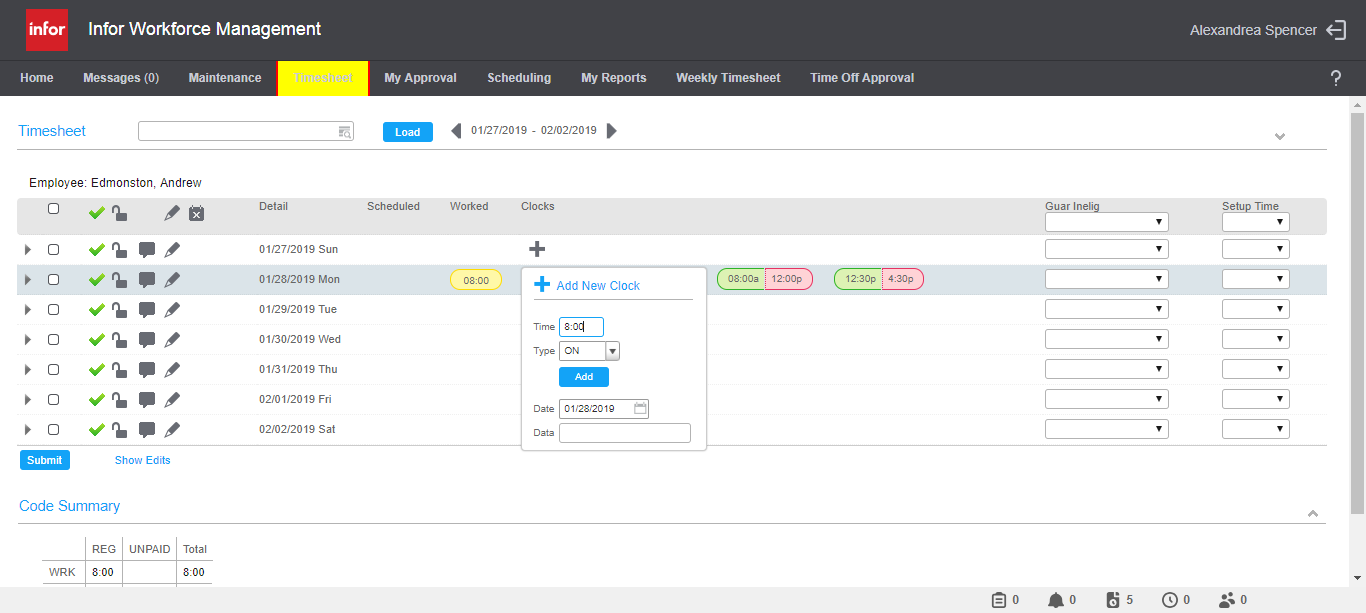 infor Infor Workforce Management Alexandrea Spencer
Home Messages (0) Maintenance Timesheet My Approval Scheduling My Reports Weekly Timesheet Time Off Approval ?
Timesheet Load 01/27/2019 - 02/02/2019
Employee: Edmonston, Andrew
Detail Scheduled Worked Clocks Guar Inelig Setup Time
01/27/2019 Sun
01/28/2019 Mon 08:00 08:00a 12:00p 12:30p 4:30p
Add New Clock
01/29/2019 Tue
Time 8:00
01/30/2019 Wed
Type ON
01/31/2019 Thu
Add
02/01/2019 Fri
Date 01/28/2019
02/02/2019 Sat
Data
Submit Show Edits
Code Summary
REG UNPAID Total
WRK 8:00 8:00
0 0 5 0 0